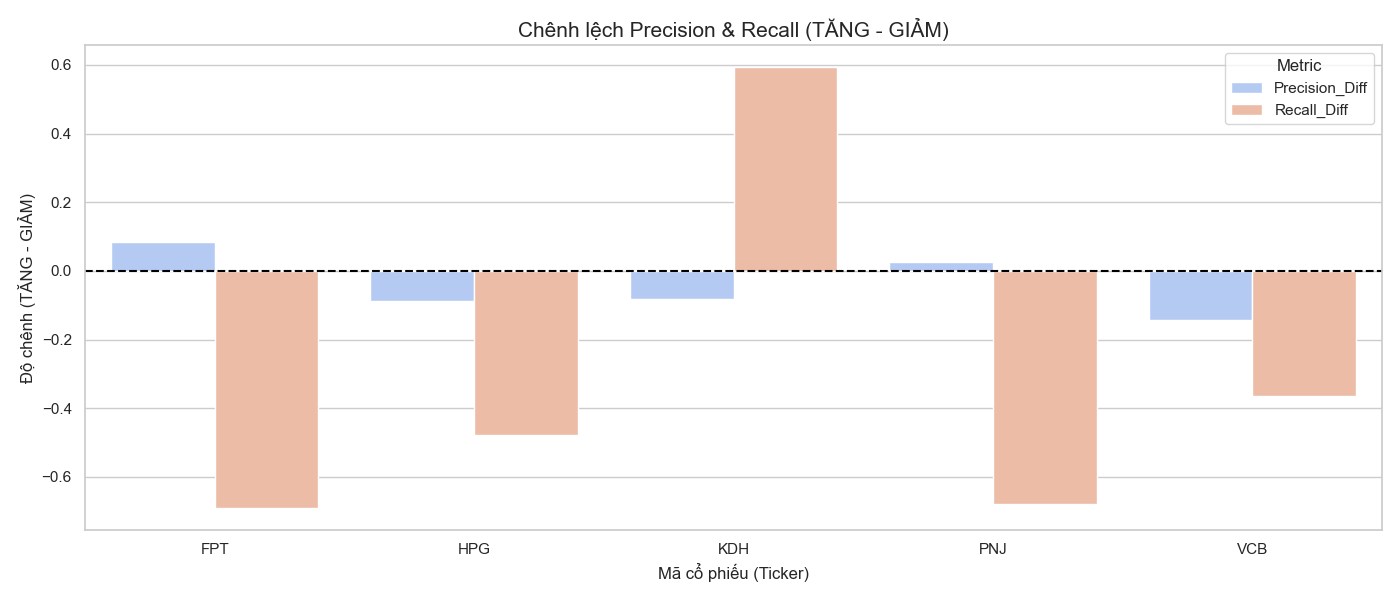 Chênh lệch Precision & Recall (TĂNG - GIẢM)
Metric
Precision_Diff
Recall_Diff
Độ chênh (TĂNG - GIẢM)
0.6
0.4
0.2
0.0
−0.2
−0.4
−0.6
FPT
HPG
KDH
PNJ
VCB
Mã cổ phiếu (Ticker)